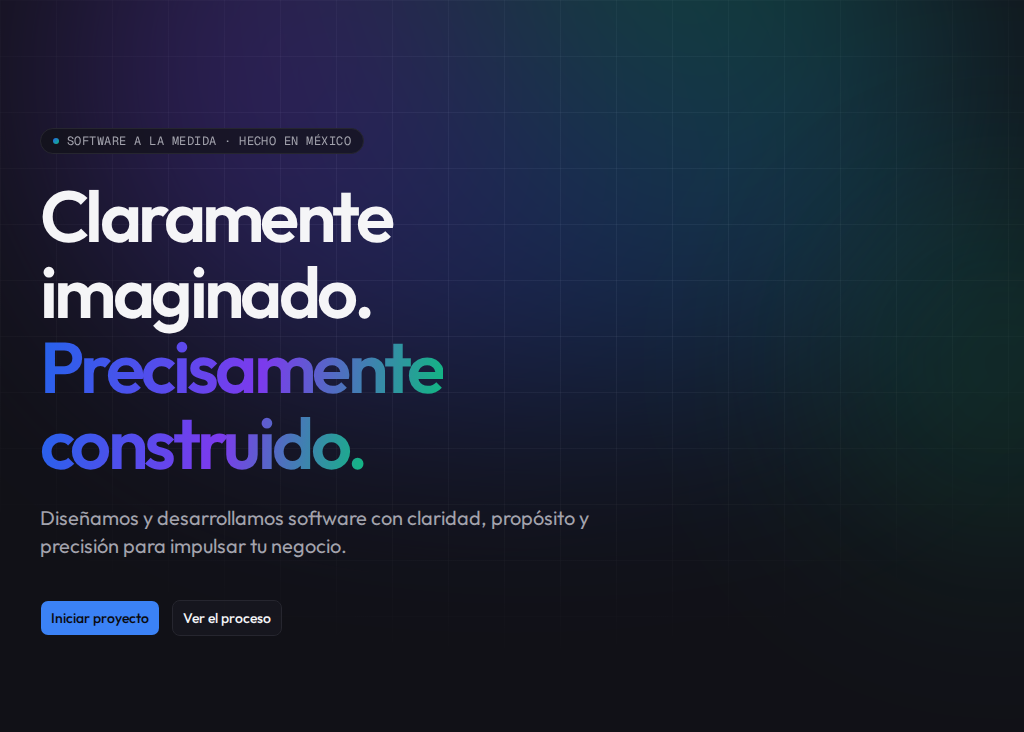 SOFTWARE A LA MEDIDA · HECHO EN MÉXICO
Claramente
imaginado.
Precisamente
construido.
Diseñamos y desarrollamos software con claridad, propósito y
precisión para impulsar tu negocio.
Iniciar proyecto
Ver el proceso